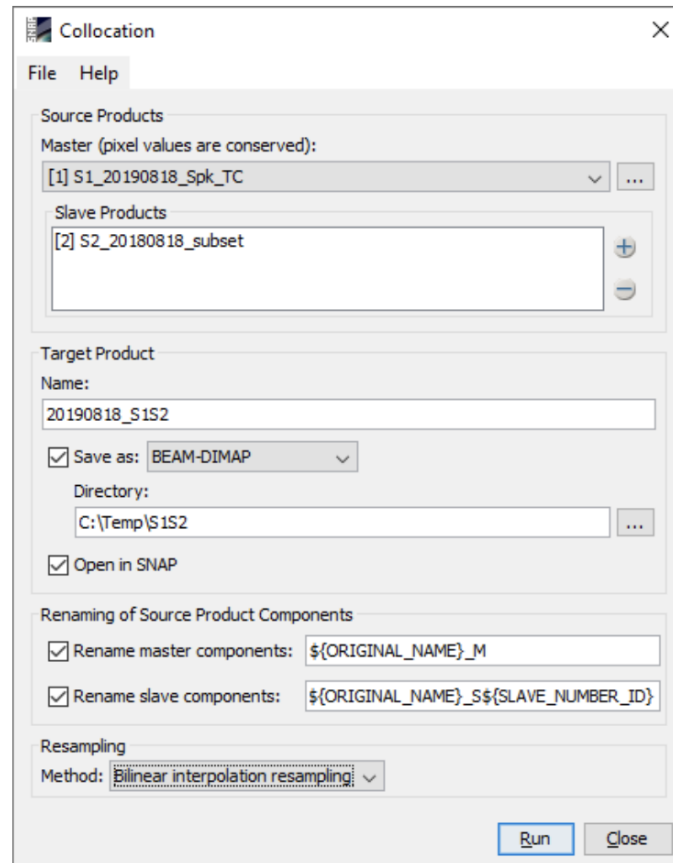 Collocation
File Help
Source Products
Master (pixel values are conserved):
[1] S1_20190818_Spk_TC
...
Slave Products
[2] S2_20180818_subset
Target Product
Name:
20190818_S1S2
Save as: BEAM-DIMAP
Directory:
C:\Temp\S1S2
...
Open in SNAP
Renaming of Source Product Components
Rename master components: ${ORIGINAL_NAME}_M
Rename slave components: ${ORIGINAL_NAME}_S${SLAVE_NUMBER_ID}
Resampling
Method: Bilinear interpolation resampling
Run Close